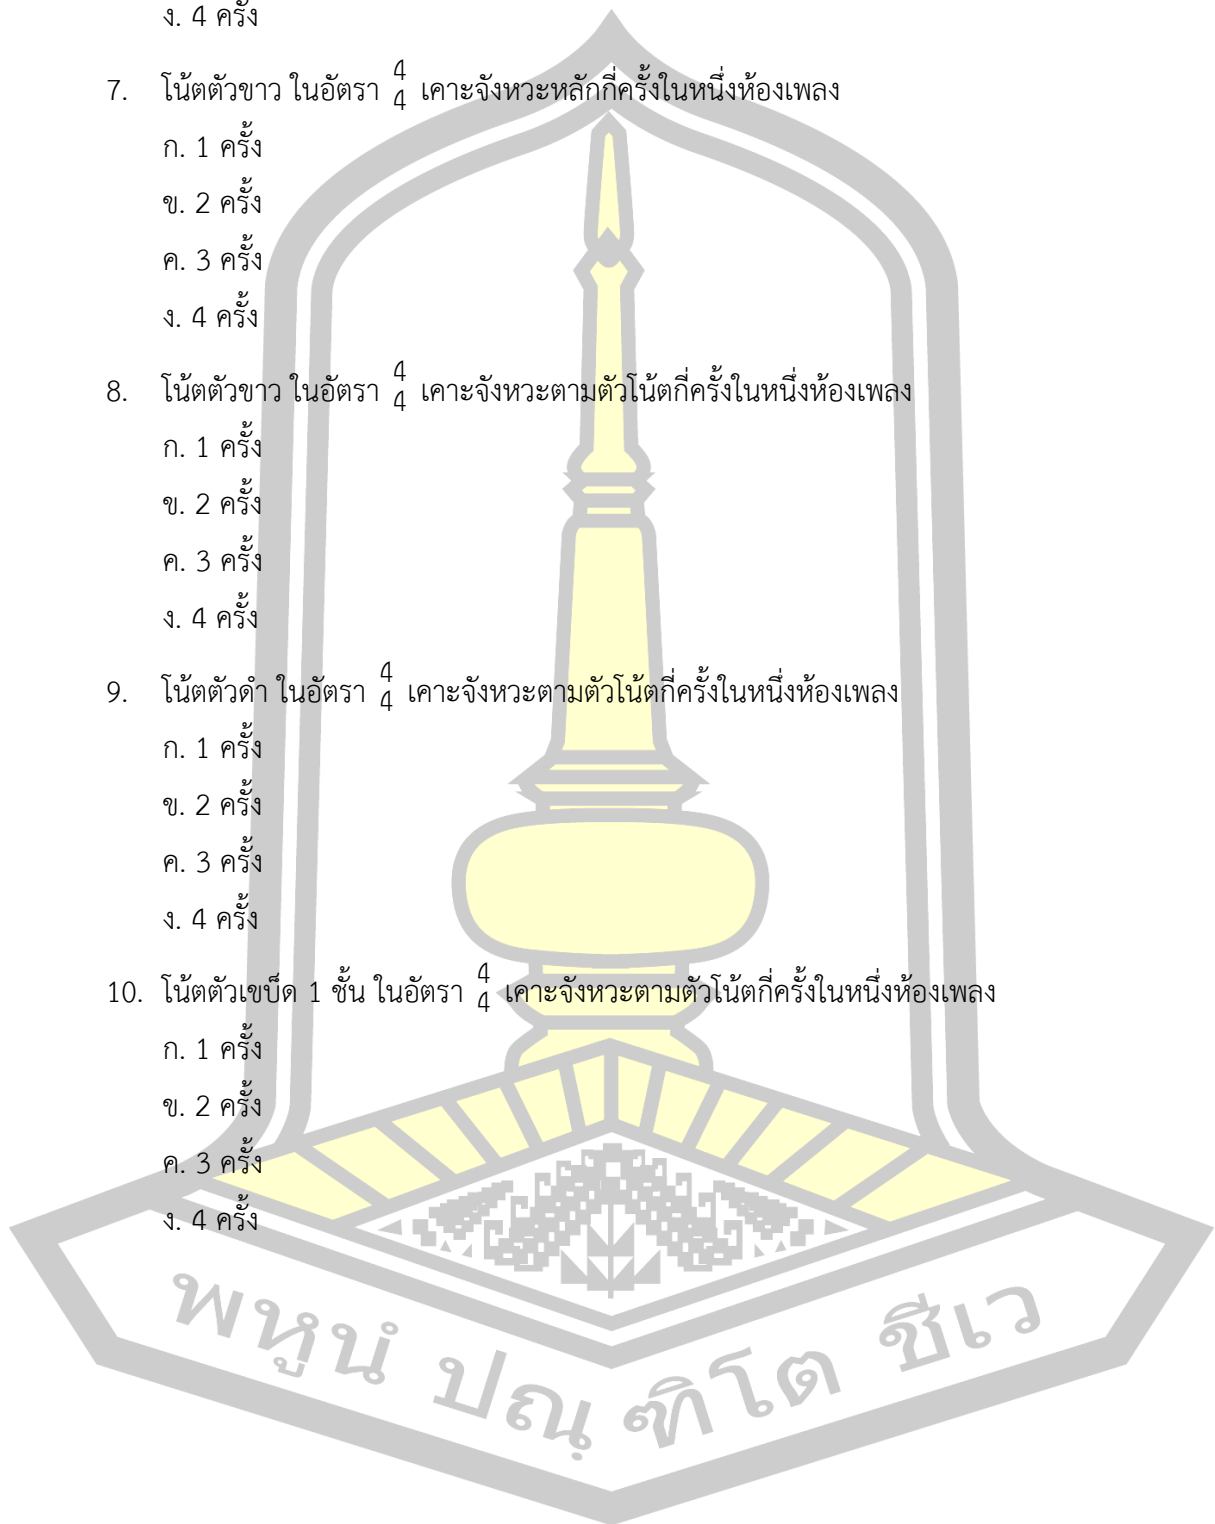 ง. 4 ครั้ง
7. โน้ตตัวขาว ในอัตรา 4/4 เคาะจังหวะหลักกี่ครั้งในหนึ่งห้องเพลง
ก. 1 ครั้ง
ข. 2 ครั้ง
ค. 3 ครั้ง
ง. 4 ครั้ง
8. โน้ตตัวขาว ในอัตรา 4/4 เคาะจังหวะตามตัวโน้ตกี่ครั้งในหนึ่งห้องเพลง
ก. 1 ครั้ง
ข. 2 ครั้ง
ค. 3 ครั้ง
ง. 4 ครั้ง
9. โน้ตตัวดำ ในอัตรา 4/4 เคาะจังหวะตามตัวโน้ตกี่ครั้งในหนึ่งห้องเพลง
ก. 1 ครั้ง
ข. 2 ครั้ง
ค. 3 ครั้ง
ง. 4 ครั้ง
10. โน้ตตัวเขบ็ด 1 ชั้น ในอัตรา 4/4 เคาะจังหวะตามตัวโน้ตกี่ครั้งในหนึ่งห้องเพลง
ก. 1 ครั้ง
ข. 2 ครั้ง
ค. 3 ครั้ง
ง. 4 ครั้ง
พหูนํ ปณฺ ฑิโต ชีเว